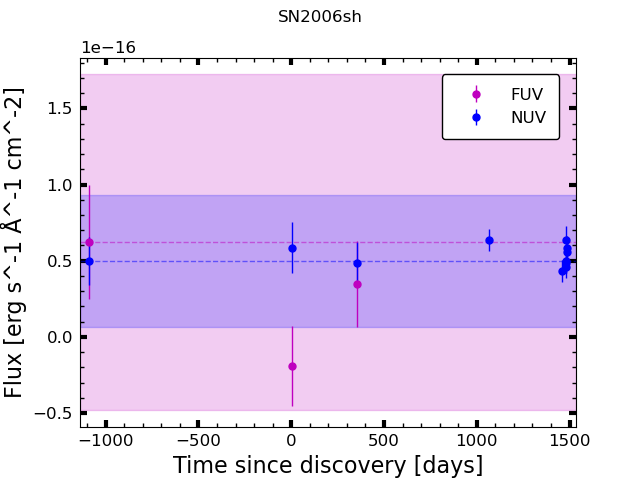 SN2006sh
1e−16
1.5
1.0
0.5
0.0
−0.5
Flux [erg s^-1 Å^-1 cm^-2]
FUV
NUV
−1000 −500 0 500 1000 1500
Time since discovery [days]